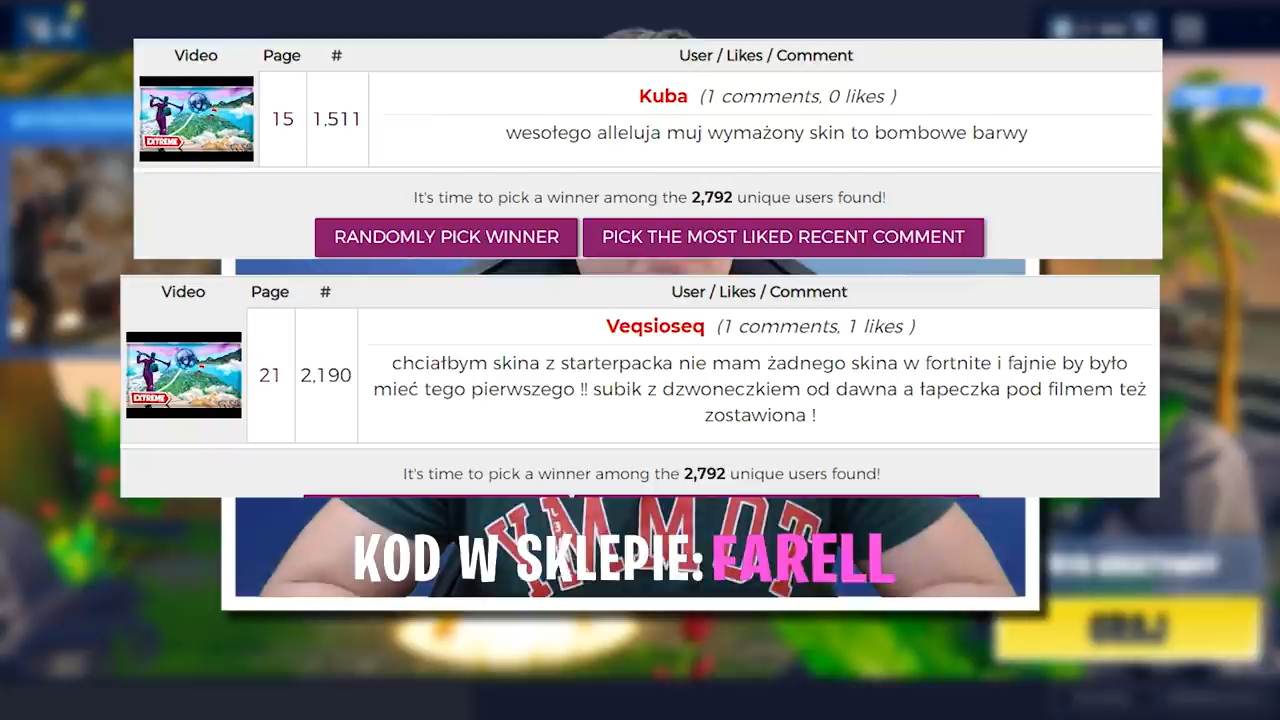 Video Page # User / Likes / Comment
Kuba (1 comments, 0 likes )
15 1,511
wesołego alleluja muj wymażony skin to bombowe barwy
EXTREME
It's time to pick a winner among the 2,792 unique users found!
RANDOMLY PICK WINNER PICK THE MOST LIKED RECENT COMMENT
Video Page # User / Likes / Comment
Veqsioseq (1 comments, 1 likes )
chciałbym skina z starterpacka nie mam żadnego skina w fortnite i fajnie by było
21 2,190
mieć tego pierwszego !! subik z dzwoneczkiem od dawna a łapeczka pod filmem też
EXTREME
zostawiona !
It's time to pick a winner among the 2,792 unique users found!
KOD W SKLEPIE: FARELL